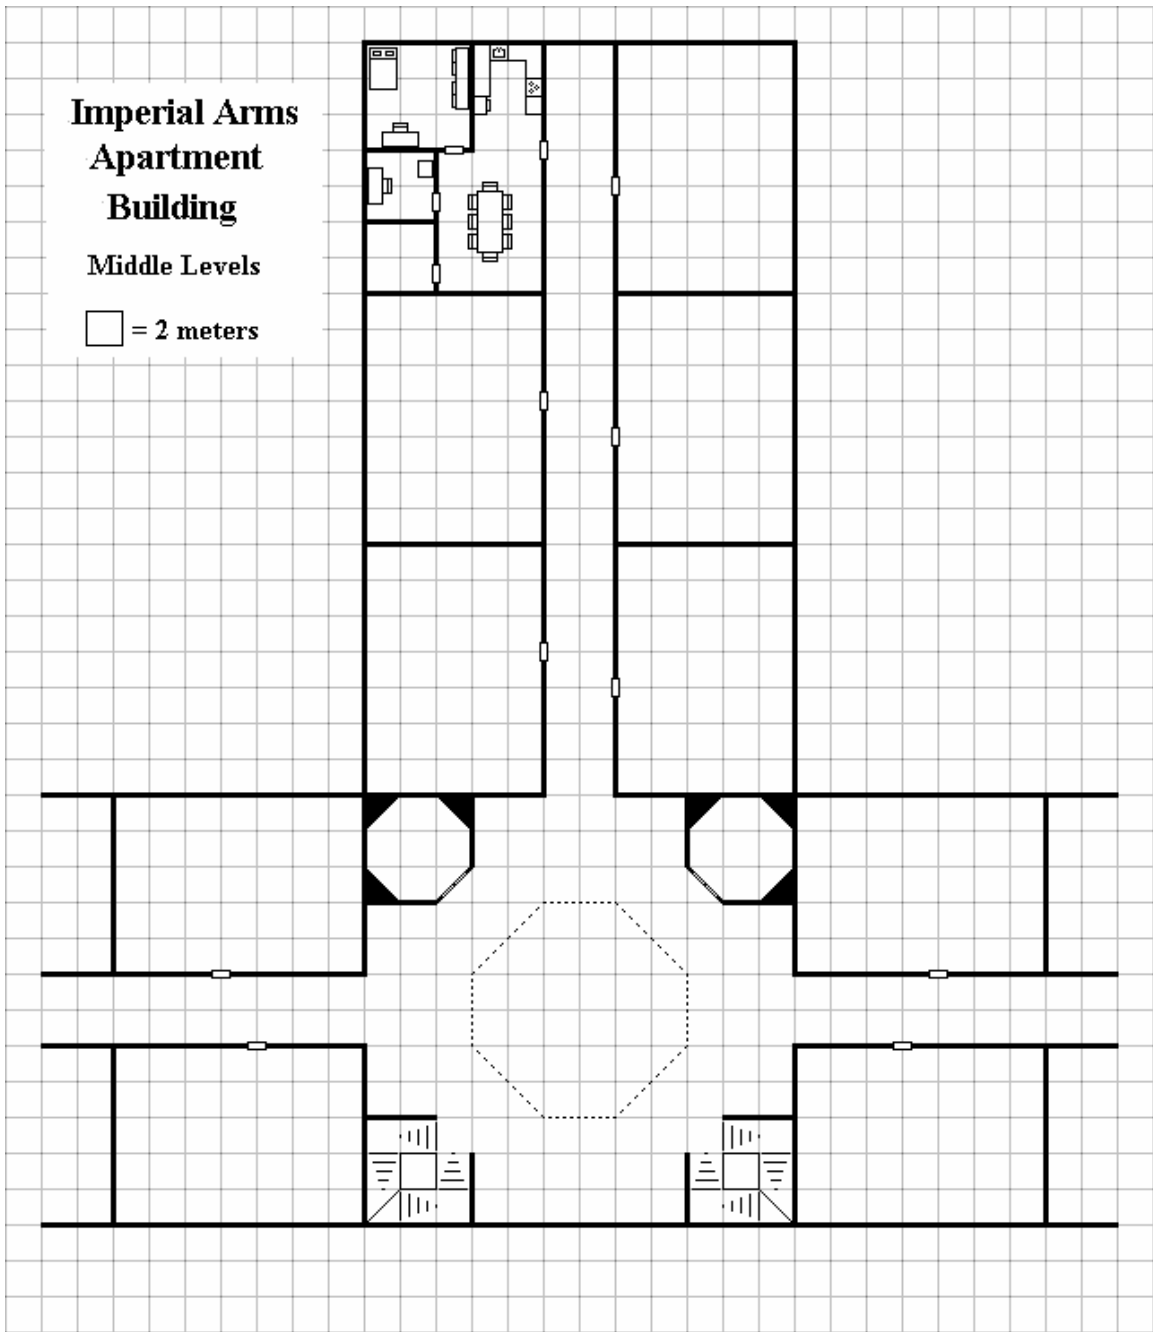 Imperial Arms
Apartment
Building
Middle Levels
= 2 meters